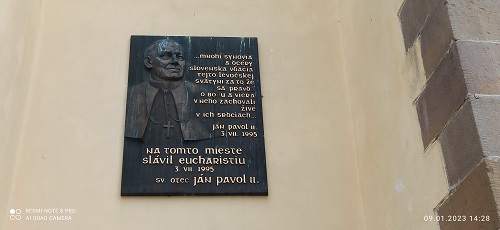 ...MNOHÍ SYNOVIA
A DCÉRY
SLOVENSKA VĎAČIA
TEJTO LEVOČSKEJ
SVÄTYNI ZA TO ŽE
SA PRAVDA
O BOHU A VIERA
V NEHO ZACHOVALI
ŽIVÉ
V ICH SRDCIACH...
JÁN PAVOL II.
3. VII. 1995
NA TOMTO MIESTE
SLÁVIL EUCHARISTIU
3. VII. 1995
SV. OTEC JÁN PAVOL II.
REDMI NOTE 8 PRO
AI QUAD CAMERA
09.01.2023 14:28